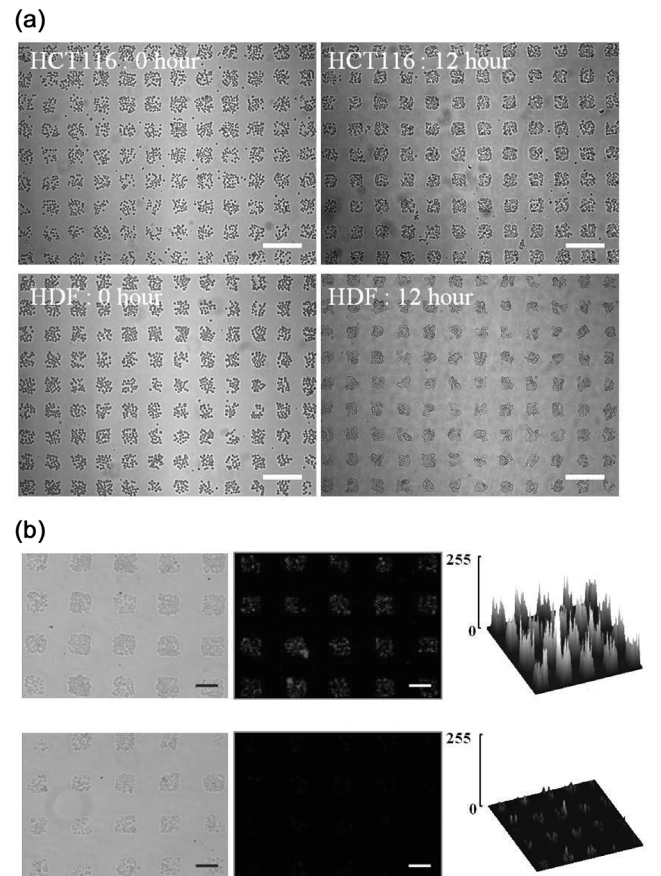 (a)
HCT116 : 0 hour
HCT116 : 12 hour
HDF : 0 hour
HDF : 12 hour
(b)
255
0
255
0